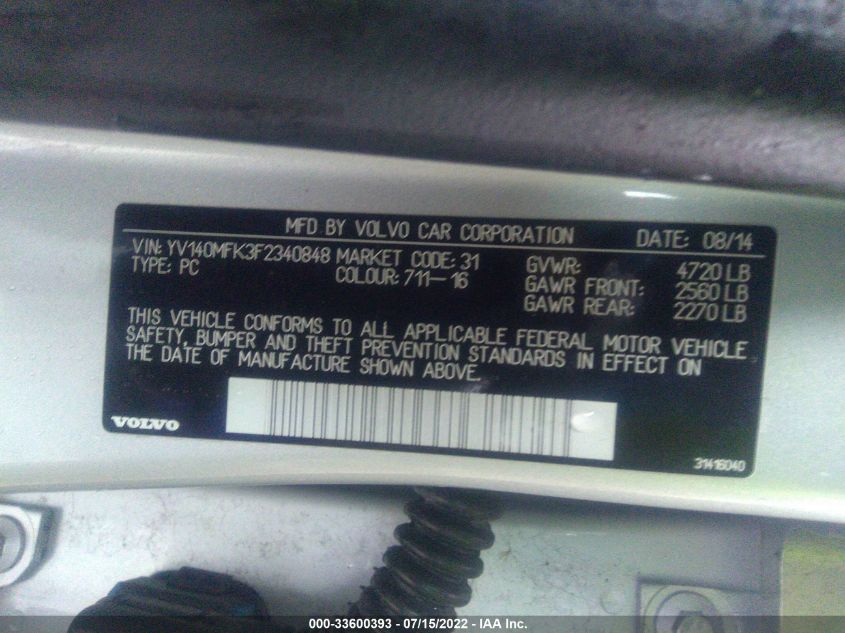 MFD BY VOLVO CAR CORPORATION DATE: 08/14
VIN: YV140MFK3F2340848 MARKET CODE: 31 GVWR: 4720 LB
TYPE: PC COLOUR: 711-16 GAWR FRONT: 2560 LB
GAWR REAR: 2270 LB
THIS VEHICLE CONFORMS TO ALL APPLICABLE FEDERAL MOTOR VEHICLE
SAFETY, BUMPER AND THEFT PREVENTION STANDARDS IN EFFECT ON
THE DATE OF MANUFACTURE SHOWN ABOVE.
VOLVO
31416040
000-33600393 - 07/15/2022 - IAA Inc.